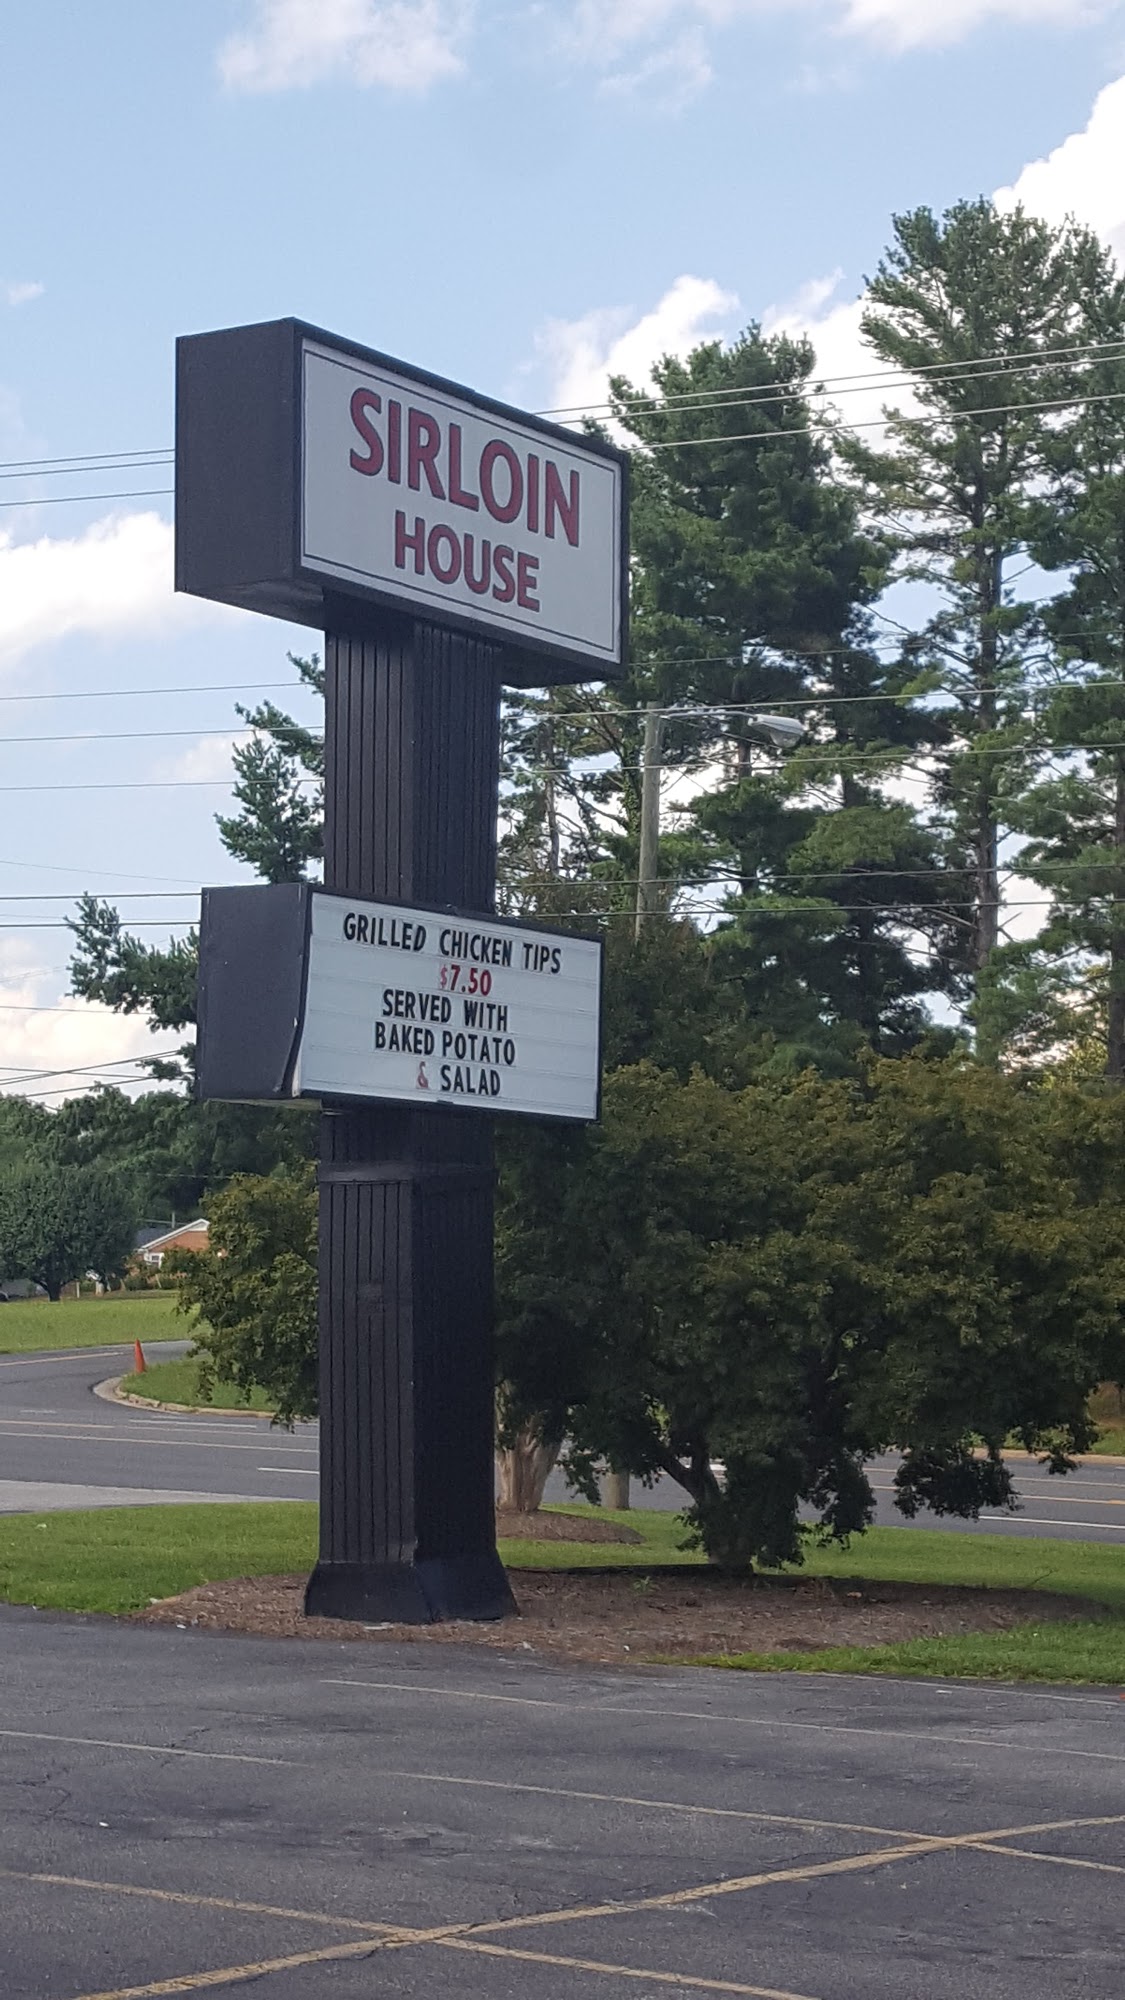 SIRLOIN
HOUSE
GRILLED CHICKEN TIPS
$7.50
SERVED WITH
BAKED POTATO
& SALAD